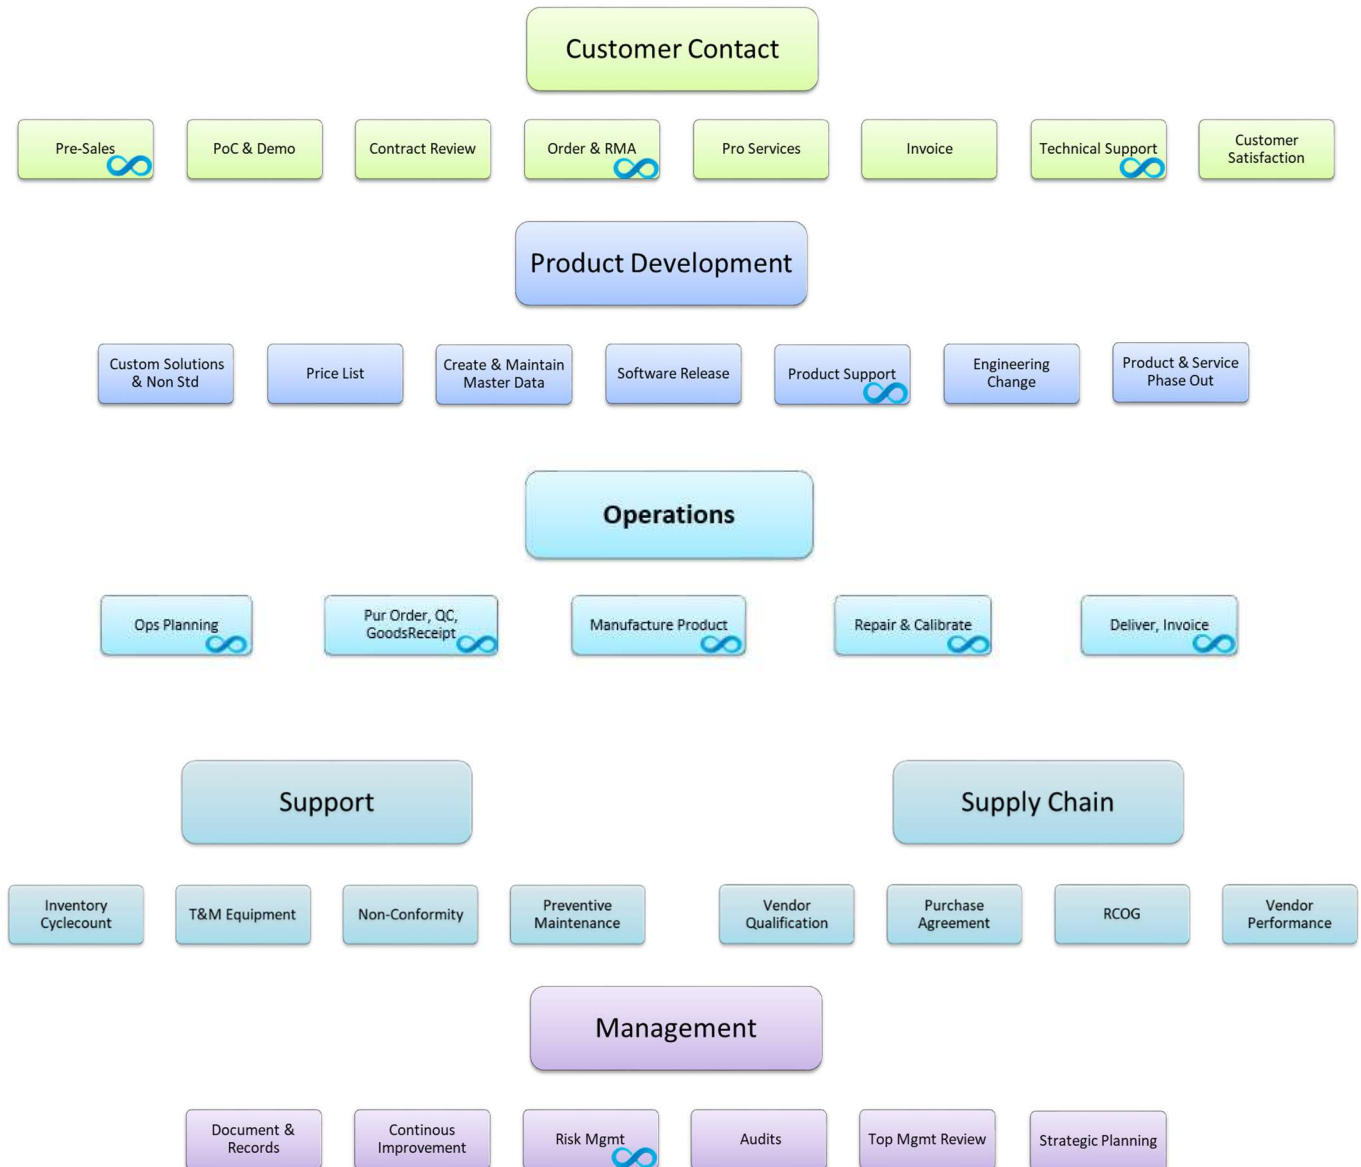 Customer Contact
Pre-Sales
PoC & Demo
Contract Review
Order & RMA
Pro Services
Invoice
Technical Support
Customer
Satisfaction
Product Development
Custom Solutions
& Non Std
Price List
Create & Maintain
Master Data
Software Release
Product Support
Engineering
Change
Product & Service
Phase Out
Operations
Ops Planning
Pur Order, QC,
GoodsReceipt
Manufacture Product
Repair & Calibrate
Deliver, Invoice
Support
Supply Chain
Inventory
Cyclecount
T&M Equipment
Non-Conformity
Preventive
Maintenance
Vendor
Qualification
Purchase
Agreement
RCOG
Vendor
Performance
Management
Document &
Records
Continous
Improvement
Risk Mgmt
Audits
Top Mgmt Review
Strategic Planning